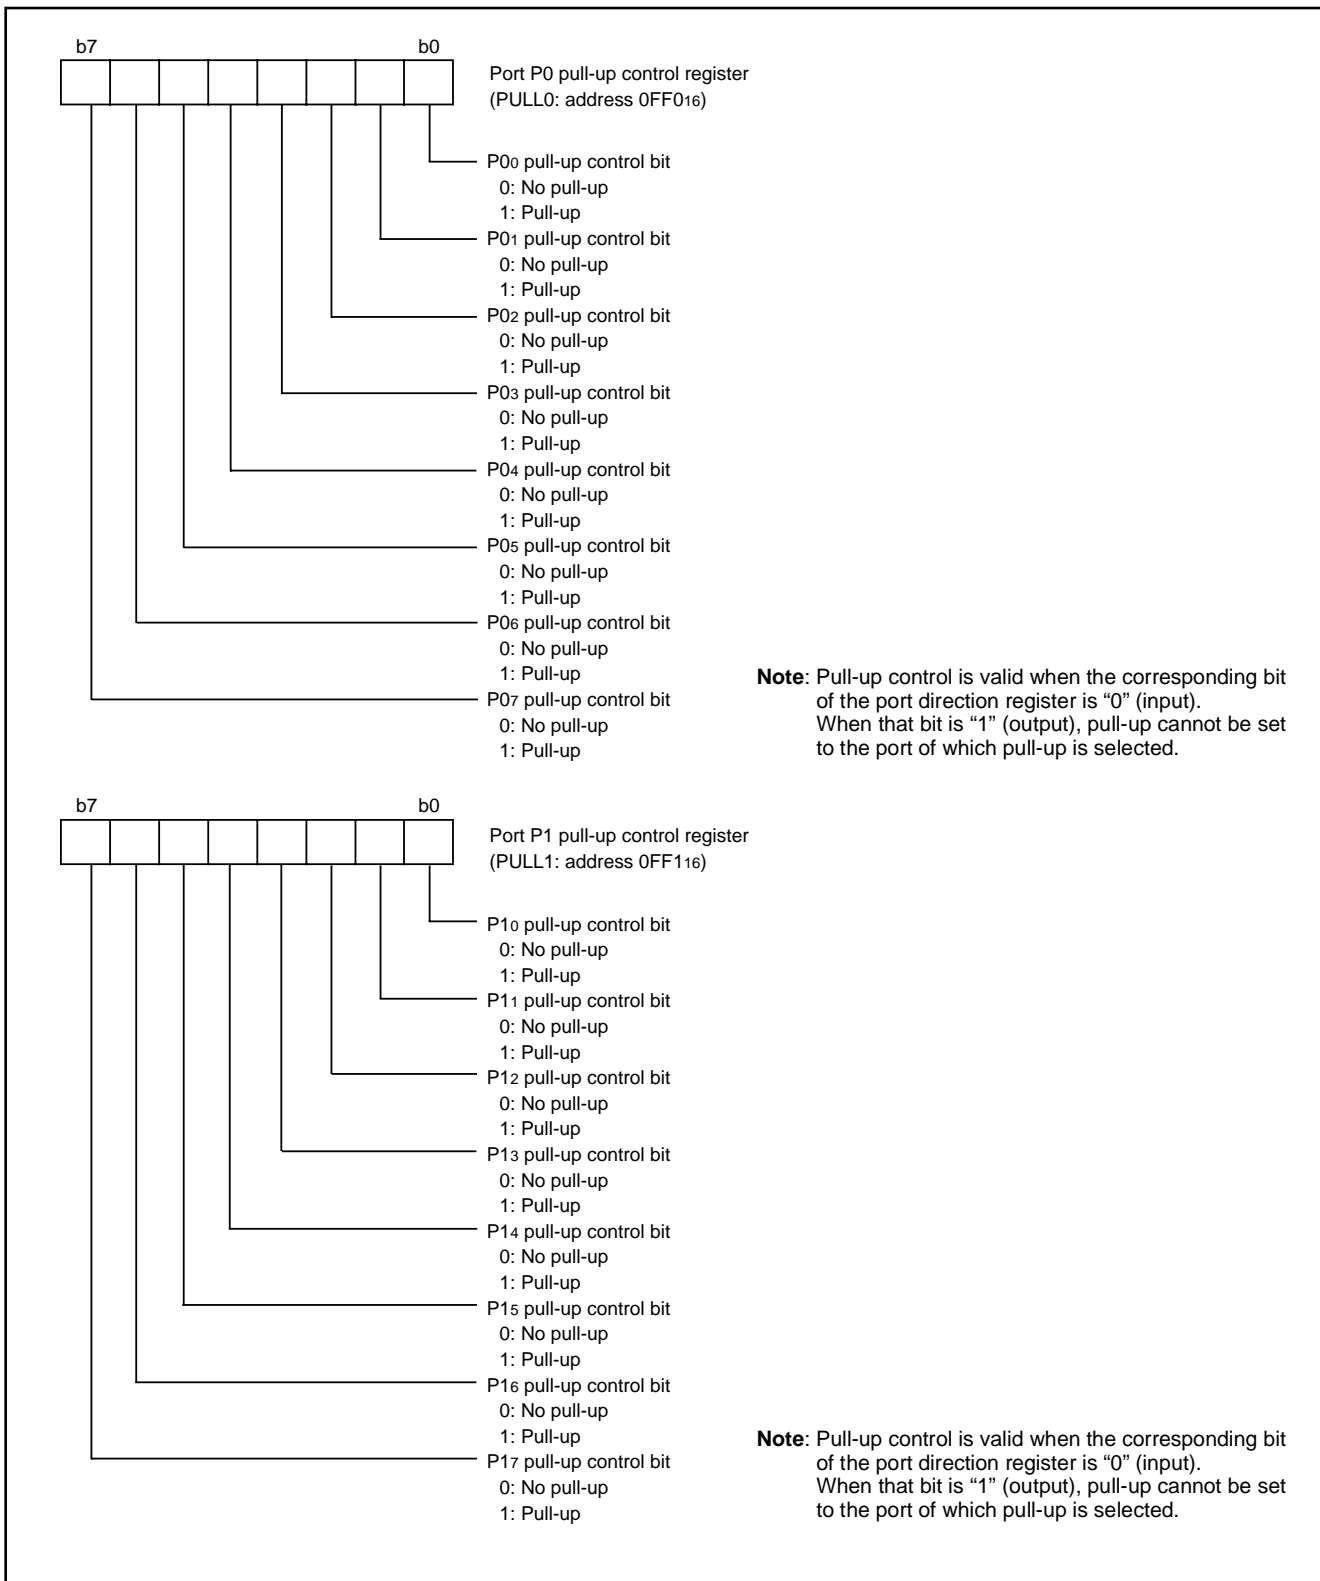 b7 b0
Port P0 pull-up control register
(PULL0: address 0FF016)
P00 pull-up control bit
0: No pull-up
1: Pull-up
P01 pull-up control bit
0: No pull-up
1: Pull-up
P02 pull-up control bit
0: No pull-up
1: Pull-up
P03 pull-up control bit
0: No pull-up
1: Pull-up
P04 pull-up control bit
0: No pull-up
1: Pull-up
P05 pull-up control bit
0: No pull-up
1: Pull-up
P06 pull-up control bit
0: No pull-up
1: Pull-up
P07 pull-up control bit
0: No pull-up
1: Pull-up
Note: Pull-up control is valid when the corresponding bit
of the port direction register is “0” (input).
When that bit is “1” (output), pull-up cannot be set
to the port of which pull-up is selected.
b7 b0
Port P1 pull-up control register
(PULL1: address 0FF116)
P10 pull-up control bit
0: No pull-up
1: Pull-up
P11 pull-up control bit
0: No pull-up
1: Pull-up
P12 pull-up control bit
0: No pull-up
1: Pull-up
P13 pull-up control bit
0: No pull-up
1: Pull-up
P14 pull-up control bit
0: No pull-up
1: Pull-up
P15 pull-up control bit
0: No pull-up
1: Pull-up
P16 pull-up control bit
0: No pull-up
1: Pull-up
P17 pull-up control bit
0: No pull-up
1: Pull-up
Note: Pull-up control is valid when the corresponding bit
of the port direction register is “0” (input).
When that bit is “1” (output), pull-up cannot be set
to the port of which pull-up is selected.